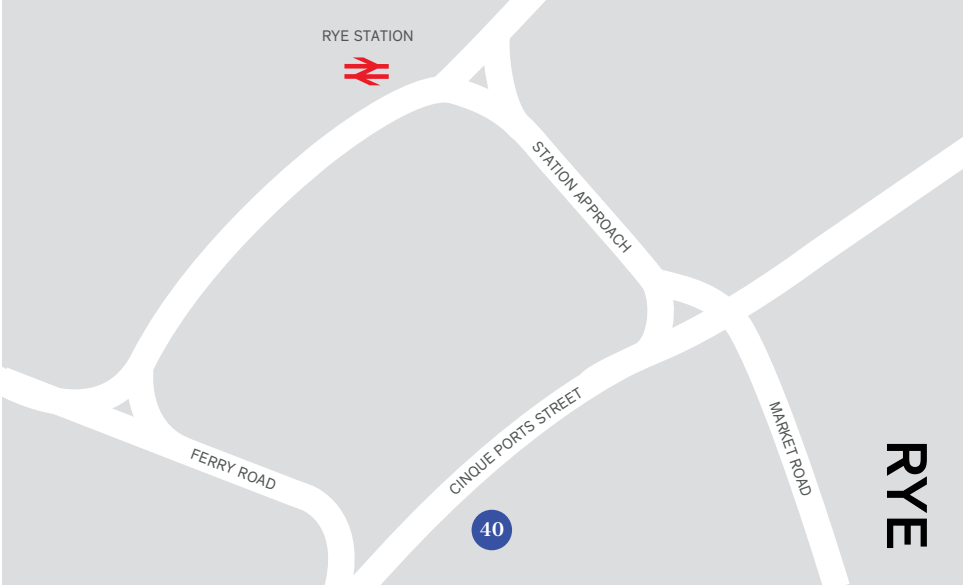 RYE STATION
STATION APPROACH
CINQUE PORTS STREET
MARKET ROAD
FERRY ROAD
40
RYE